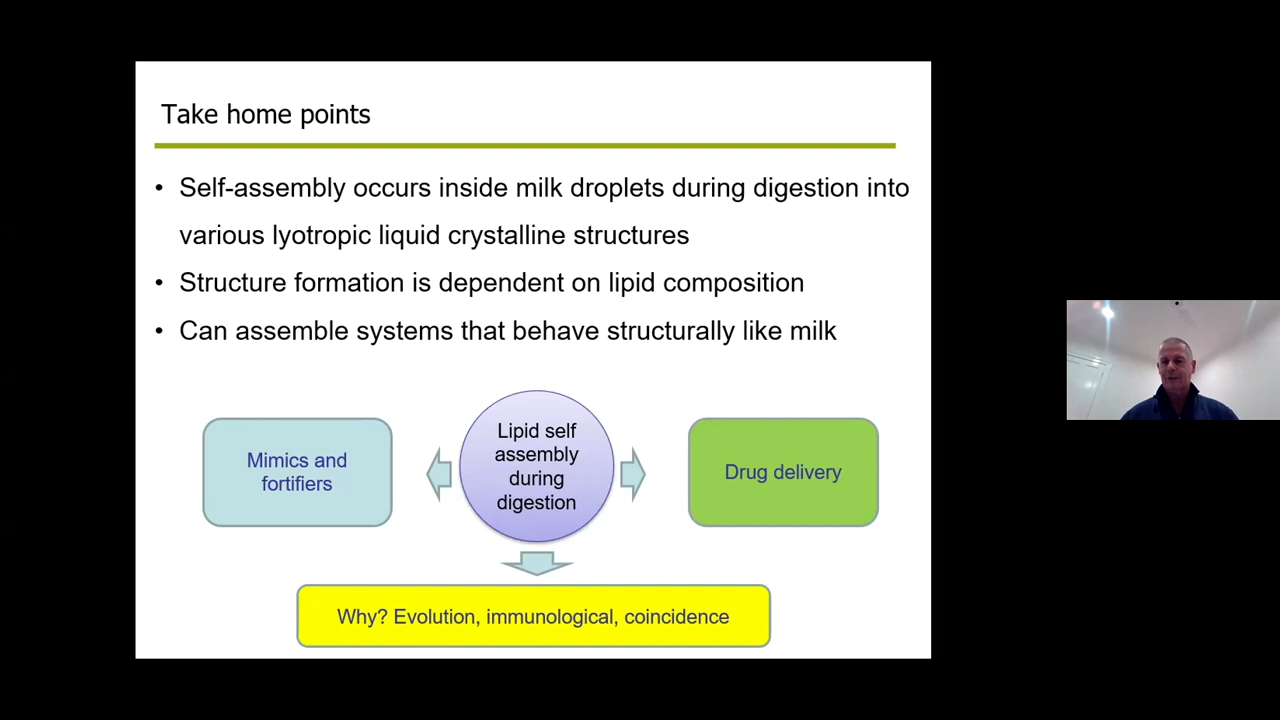 Take home points
• Self-assembly occurs inside milk droplets during digestion into
various lyotropic liquid crystalline structures
• Structure formation is dependent on lipid composition
• Can assemble systems that behave structurally like milk
Mimics and
fortifiers
Lipid self
assembly
during
digestion
Drug delivery
Why? Evolution, immunological, coincidence